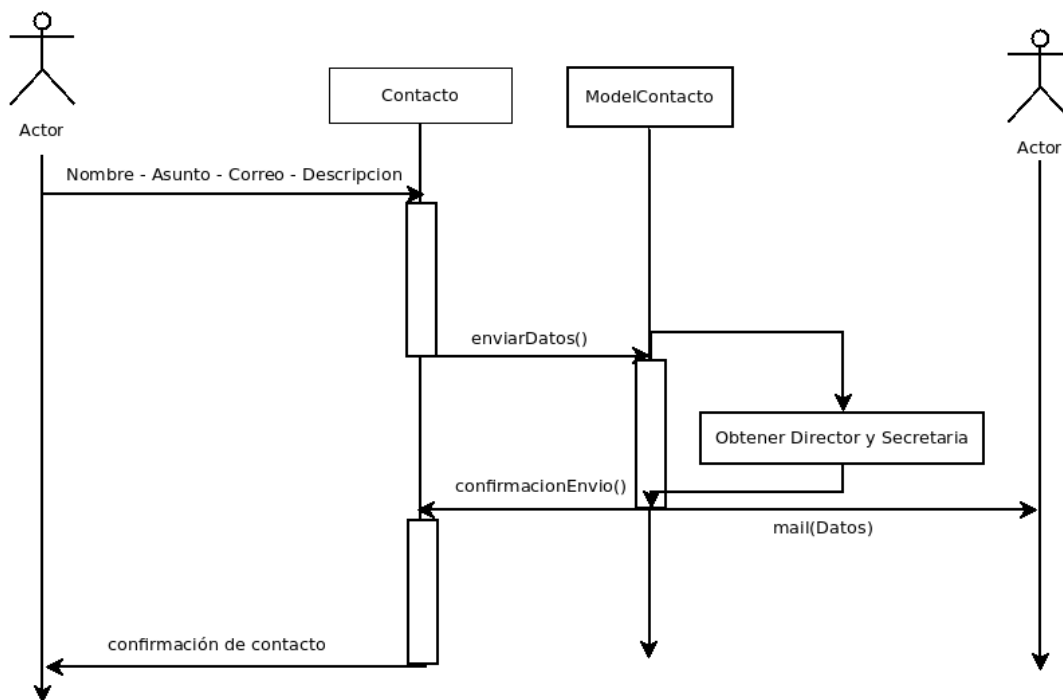 Contacto
ModelContacto
Actor
Actor
Nombre - Asunto - Correo - Descripcion
enviarDatos()
Obtener Director y Secretaria
confirmacionEnvio()
mail(Datos)
confirmación de contacto